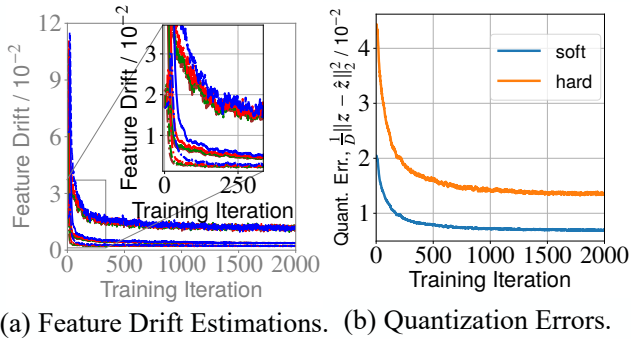 Feature Drift / 10⁻²
12
9
6
3
0
0
500
1000
1500
2000
Training Iteration
Feature Drift / 10⁻²
3
2
1
0
250
Training Iteration
(a) Feature Drift Estimations.
Quant. Err., 1/D||z − ẑ||₂² / 10⁻²
4
3
2
1
0
500
1000
1500
2000
Training Iteration
soft
hard
(b) Quantization Errors.